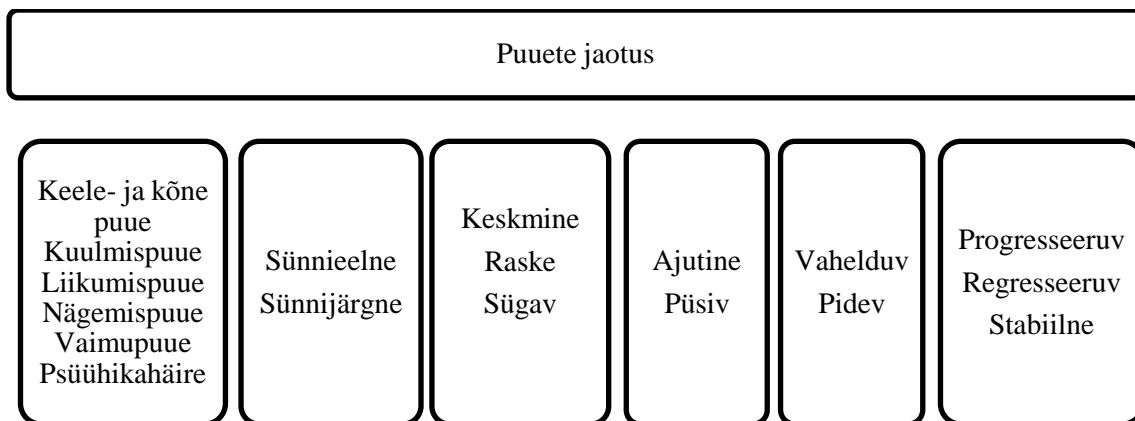 Puuete jaotus
Keele- ja kõne
puue
Kuulmispuue
Liikumispuue
Nägemispuue
Vaimupuue
Psüühikahäire
Sünnieelne
Sünnijärgne
Keskmine
Raske
Sügav
Ajutine
Püsiv
Vahelduv
Pidev
Progresseeruv
Regresseeruv
Stabiilne